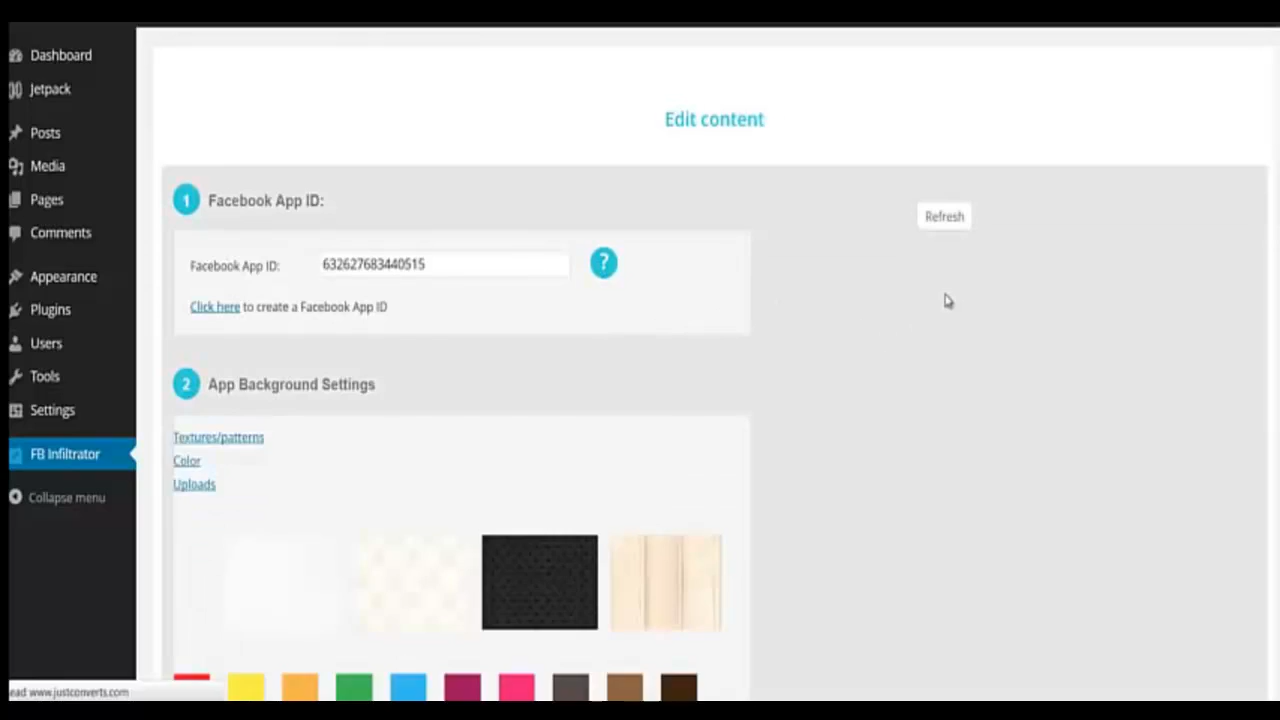 Dashboard
Jetpack
Posts
Media
Pages
Comments
Appearance
Plugins
Users
Tools
Settings
FB Infiltrator
Collapse menu
Edit content
1 Facebook App ID:
Refresh
Facebook App ID: 632627683440515 ?
Click here to create a Facebook App ID
2 App Background Settings
Textures/patterns
Color
Uploads
ead www.justconverts.com